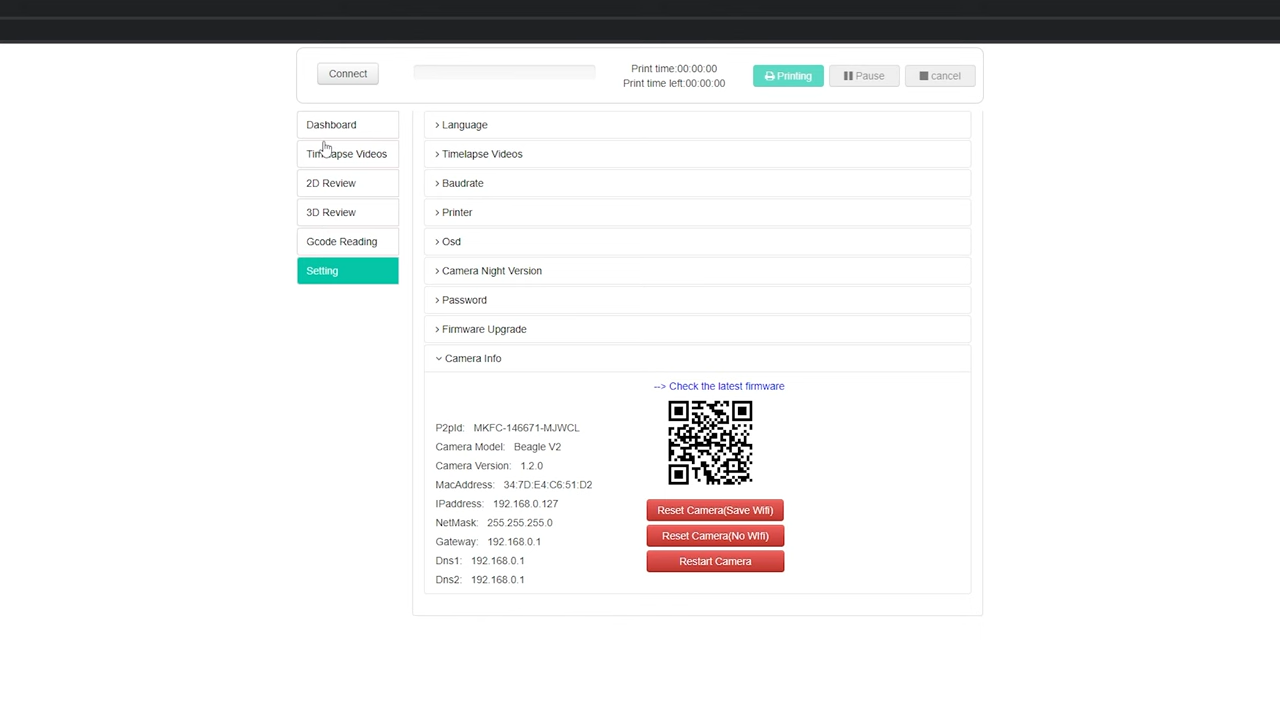 Connect
Print time:00:00:00
Print time left:00:00:00
Printing
Pause
cancel
Dashboard
Timelapse Videos
2D Review
3D Review
Gcode Reading
Setting
Language
Timelapse Videos
Baudrate
Printer
Osd
Camera Night Version
Password
Firmware Upgrade
Camera Info
--> Check the latest firmware
P2pId: MKFC-146671-MJWCL
Camera Model: Beagle V2
Camera Version: 1.2.0
MacAddress: 34:7D:E4:C6:51:D2
IPaddress: 192.168.0.127
NetMask: 255.255.255.0
Gateway: 192.168.0.1
Dns1: 192.168.0.1
Dns2: 192.168.0.1
Reset Camera(Save Wifi)
Reset Camera(No WIfi)
Restart Camera